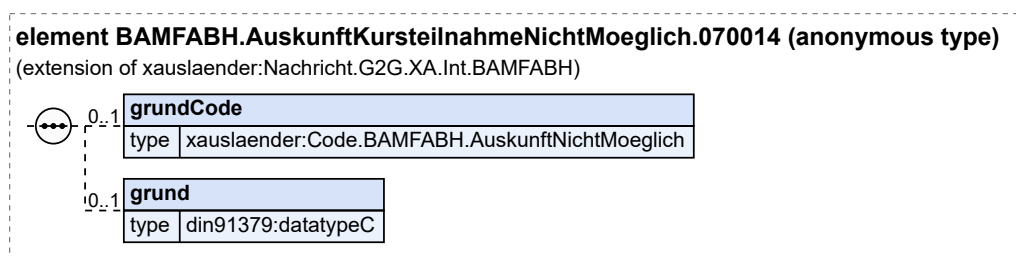 element BAMFABH.AuskunftKursteilnahmeNichtMoeglich.070014 (anonymous type)
(extension of xauslaender:Nachricht.G2G.XA.Int.BAMFABH)
0..1 grundCode
type xauslaender:Code.BAMFABH.AuskunftNichtMoeglich
0..1 grund
type din91379:datatypeC